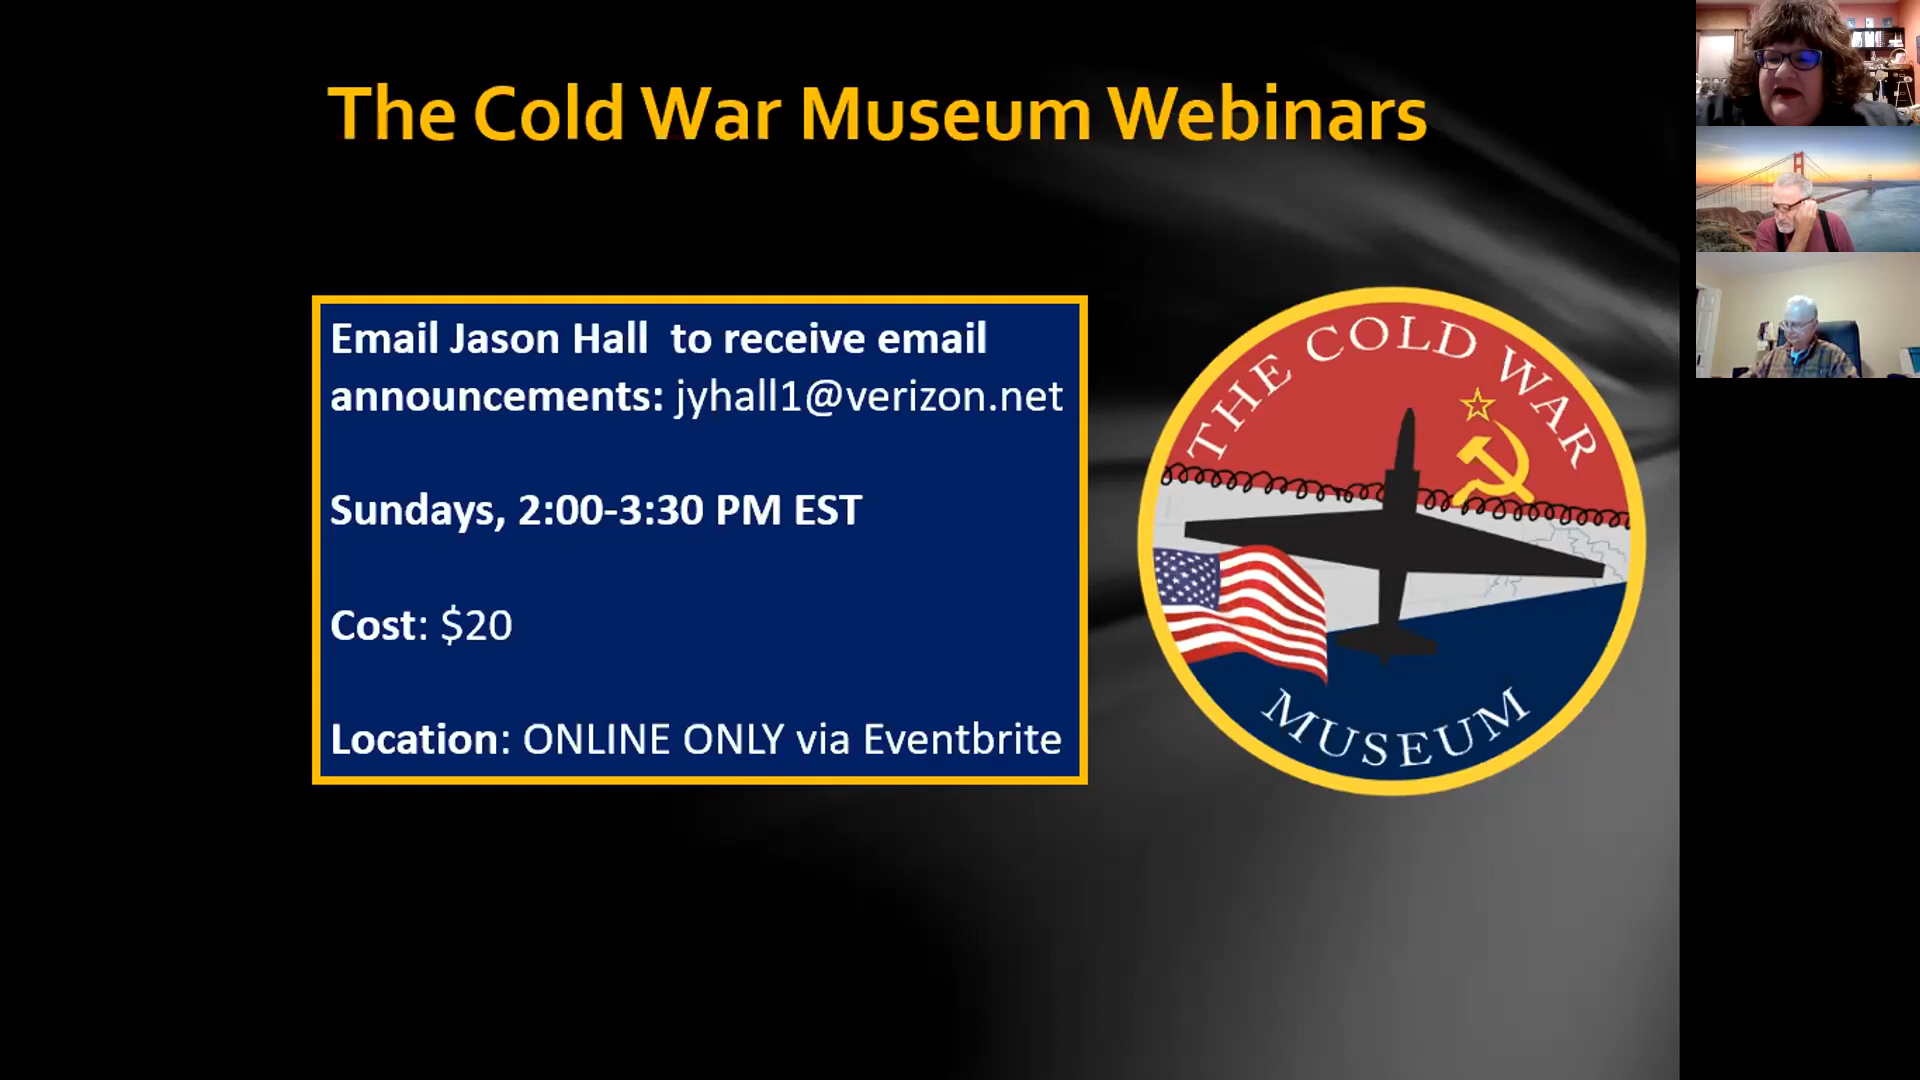 The Cold War Museum Webinars
Email Jason Hall  to receive email
announcements: jyhall1@verizon.net
Sundays, 2:00-3:30 PM EST
Cost: $20
Location: ONLINE ONLY via Eventbrite
THE COLD WAR
MUSEUM